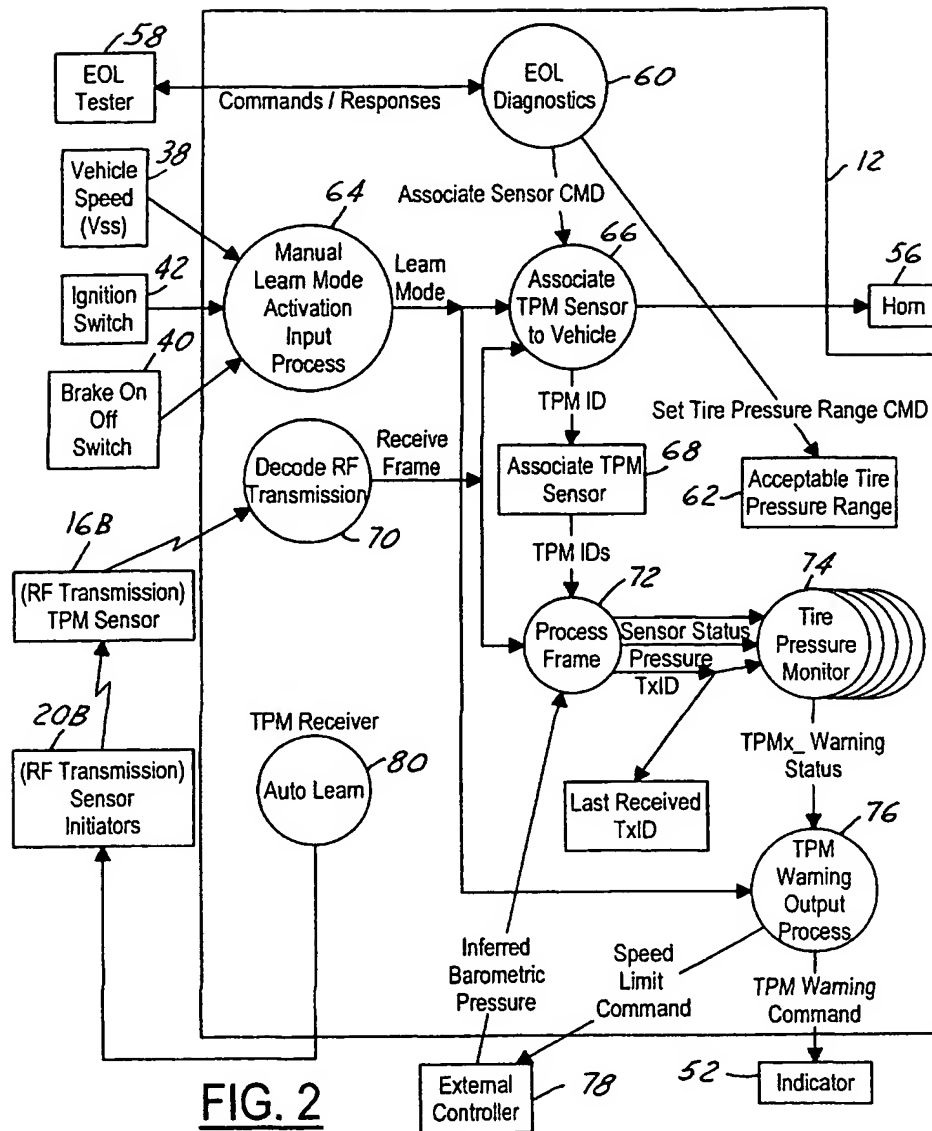 58
EOL
Tester
Commands / Responses
EOL
Diagnostics
60
38
Vehicle
Speed
(Vss)
64
Associate Sensor CMD
12
42
Ignition
Switch
Manual
Learn Mode
Activation
Input
Process
Learn
Mode
66
Associate
TPM Sensor
to Vehicle
56
Horn
40
Brake On
Off
Switch
TPM ID
Set Tire Pressure Range CMD
Decode RF
Transmission
70
Receive
Frame
Associate TPM
Sensor
68
62
Acceptable Tire
Pressure Range
16B
(RF Transmission)
TPM Sensor
TPM IDs
72
Process
Frame
Sensor Status
Pressure
TxID
74
Tire
Pressure
Monitor
20B
(RF Transmission)
Sensor
Initiators
TPM Receiver
Auto Learn
80
Last Received
TxID
TPMx_ Warning
Status
76
TPM
Warning
Output
Process
Inferred
Barometric
Pressure
Speed
Limit
Command
TPM Warning
Command
FIG. 2
External
Controller
78
52
Indicator